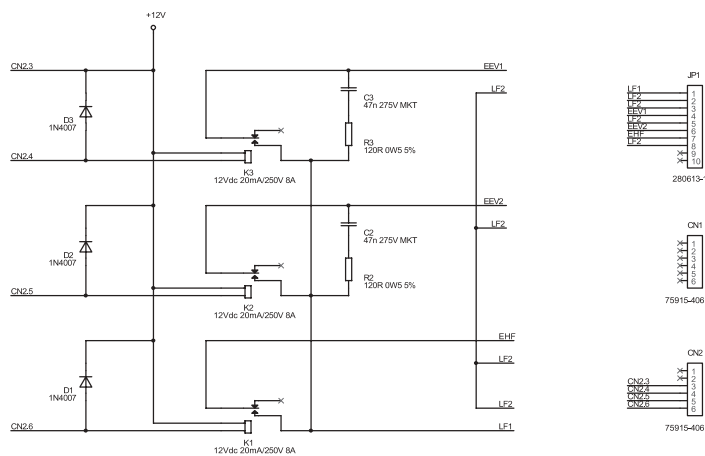 +12V
CN2.3
D3
1N4007
CN2.4
K3
12Vdc 20mA/250V 8A
EEV1
C3
47n 275V MKT
R3
120R 0W5 5%
LF2
D2
1N4007
CN2.5
K2
12Vdc 20mA/250V 8A
EEV2
C2
47n 275V MKT
R2
120R 0W5 5%
LF2
D1
1N4007
CN2.6
K1
12Vdc 20mA/250V 8A
EHF
LF2
LF2
LF1
JP1
LF1 1
LF2 2
LF2 3
EEV1 4
LF2 5
EEV2 6
EHF 7
LF2 8
9
10
280613-1
CN1
1
2
3
4
5
6
75915-406
CN2
1
2
CN2.3 3
CN2.4 4
CN2.5 5
CN2.6 6
75915-406